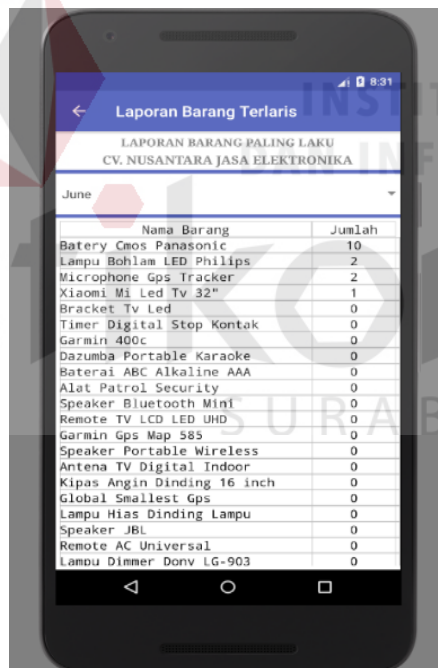 8:31
Laporan Barang Terlaris
LAPORAN BARANG PALING LAKU
CV. NUSANTARA JASA ELEKTRONIKA
June
Nama Barang Jumlah
Batery Cmos Panasonic 10
Lampu Bohlam LED Philips 2
Microphone Gps Tracker 2
Xiaomi Mi Led Tv 32" 1
Bracket Tv Led 0
Timer Digital Stop Kontak 0
Garmin 400c 0
Dazumba Portable Karaoke 0
Baterai ABC Alkaline AAA 0
Alat Patrol Security 0
Speaker Bluetooth Mini 0
Remote TV LCD LED UHD 0
Garmin Gps Map 585 0
Speaker Portable Wireless 0
Antena TV Digital Indoor 0
Kipas Angin Dinding 16 inch 0
Global Smallest Gps 0
Lampu Hias Dinding Lampu 0
Speaker JBL 0
Remote AC Universal 0
Lampu Dimmer Dony LG-903 0